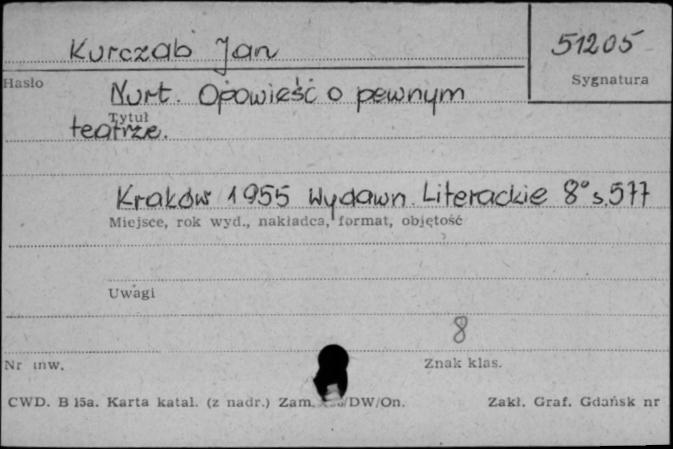 Kurczab Jan
51205
Hasło
Sygnatura
Nurt. Opowieść o pewnym
Tytuł
teatrze.
Kraków 1955 Wydawn. Literackie 8° s. 577
Miejsce, rok wyd., nakładca, format, objętość
Uwagi
8
Nr inw.
Znak klas.
CWD. B 15a. Karta katal. (z nadr.) Zam. /DW/On.
Zakł. Graf. Gdańsk nr